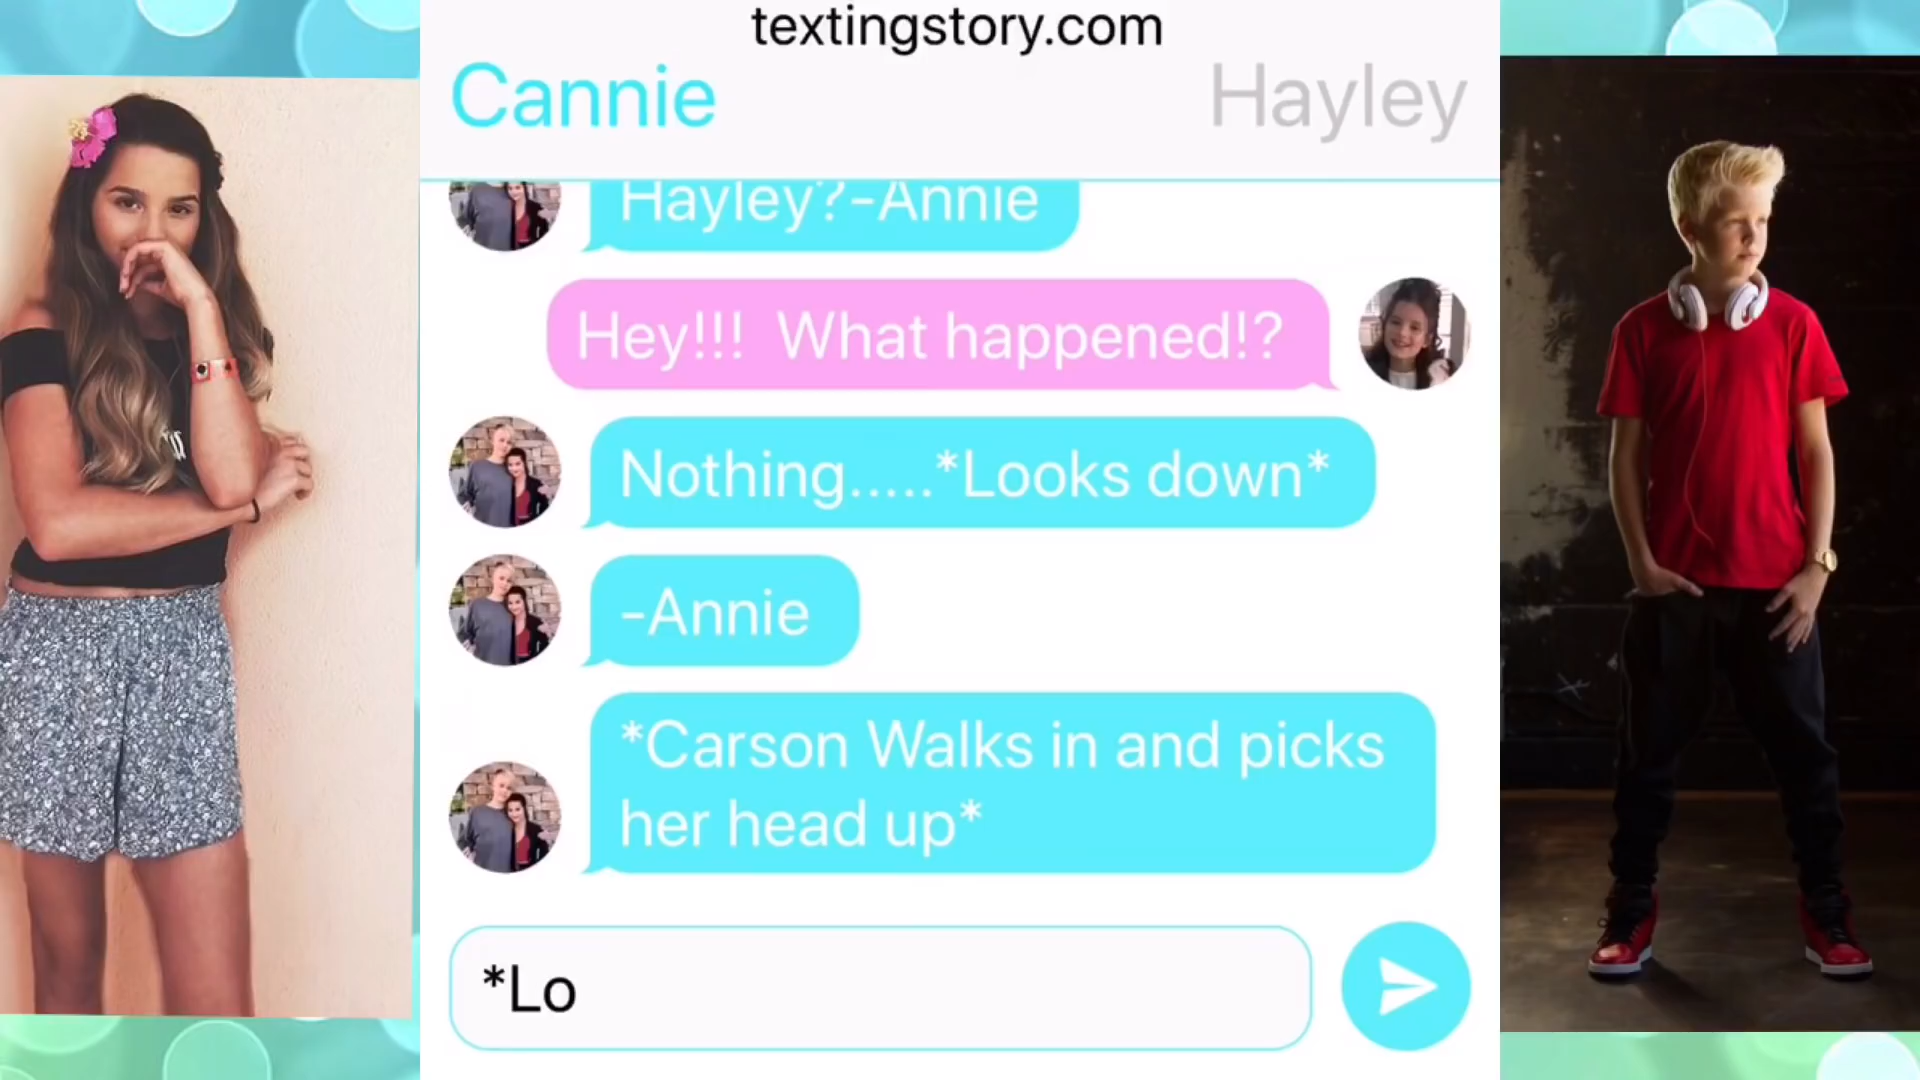 textingstory.com
Cannie
Hayley
Hayley?-Annie
Hey!!! What happened!?
Nothing.....*Looks down*
-Annie
*Carson Walks in and picks
her head up*
*Lo